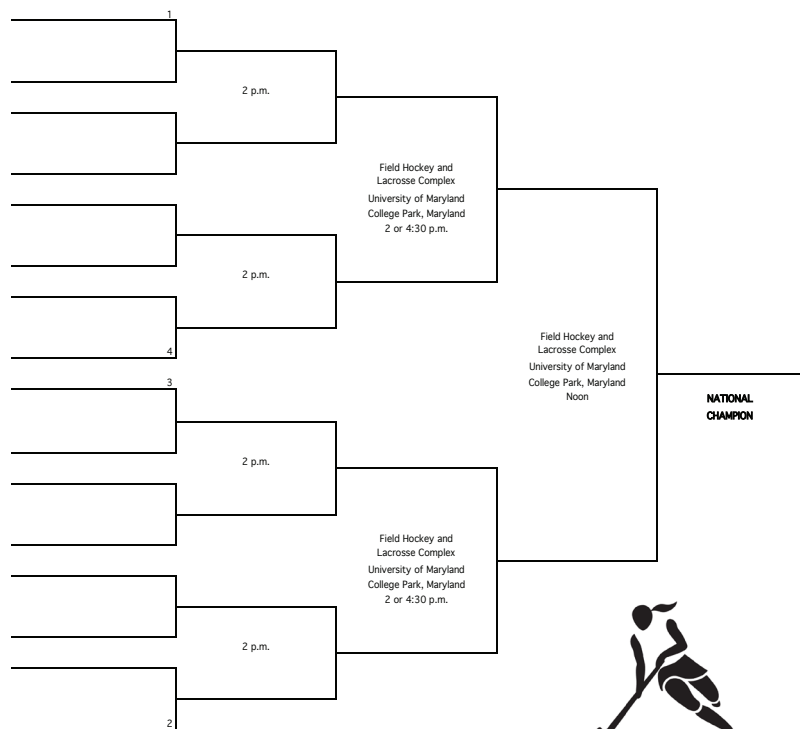 1
2 p.m.
Field Hockey and
Lacrosse Complex
University of Maryland
College Park, Maryland
2 or 4:30 p.m.
2 p.m.
4
3
Field Hockey and
Lacrosse Complex
University of Maryland
College Park, Maryland
Noon
NATIONAL
CHAMPION
2 p.m.
Field Hockey and
Lacrosse Complex
University of Maryland
College Park, Maryland
2 or 4:30 p.m.
2 p.m.
2